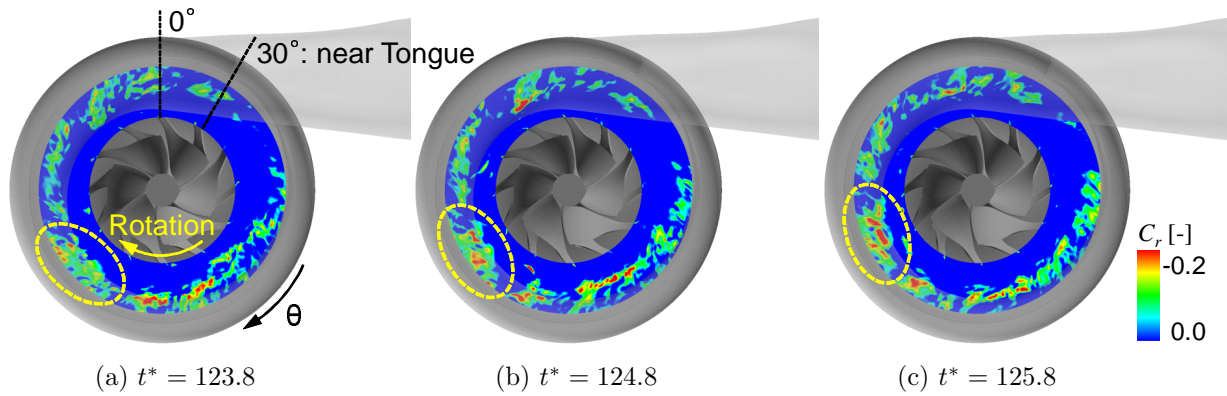 0°
30°: near Tongue
Rotation
θ
C_r [-]
-0.2
0.0
(a) t* = 123.8
(b) t* = 124.8
(c) t* = 125.8